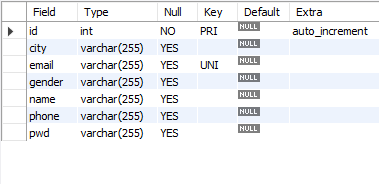 Field Type Null Key Default Extra
id int NO PRI NULL auto_increment
city varchar(255) YES NULL
email varchar(255) YES UNI NULL
gender varchar(255) YES NULL
name varchar(255) YES NULL
phone varchar(255) YES NULL
pwd varchar(255) YES NULL